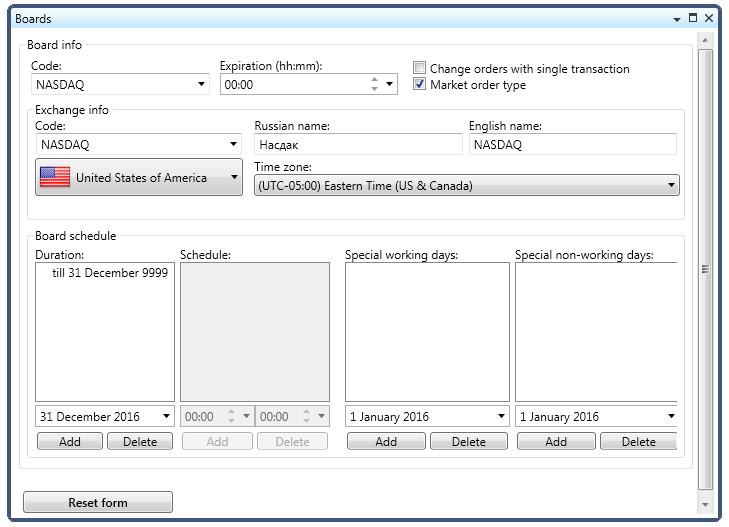 Boards
Board info
Code: Expiration (hh:mm):
NASDAQ 00:00
Change orders with single transaction
Market order type
Exchange info
Code: Russian name: English name:
NASDAQ Насдак NASDAQ
United States of America
Time zone:
(UTC-05:00) Eastern Time (US & Canada)
Board schedule
Duration: Schedule: Special working days: Special non-working days:
till 31 December 9999
31 December 2016 00:00 00:00 1 January 2016 1 January 2016
Add Delete Add Delete Add Delete Add Delete
Reset form